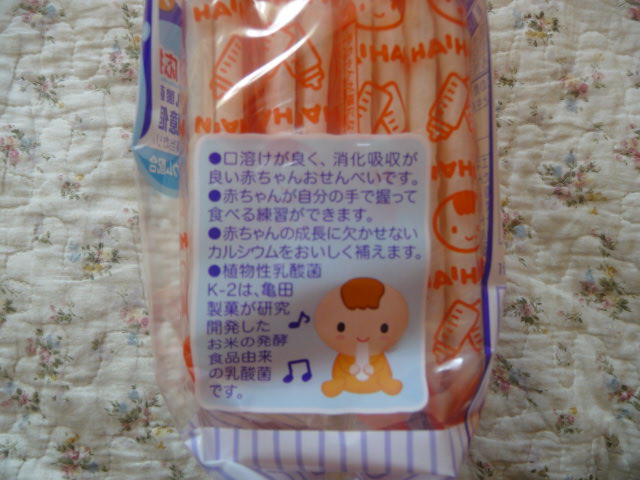 HAIHA
HAIH
●口溶けが良く、消化吸収が
良い赤ちゃんおせんべいです。
●赤ちゃんが自分の手で握って
食べる練習ができます。
●赤ちゃんの成長に欠かせない
カルシウムをおいしく補えます。
●植物性乳酸菌
K-2は、亀田
製菓が研究
開発した
お米の発酵
食品由来
の乳酸菌
です。